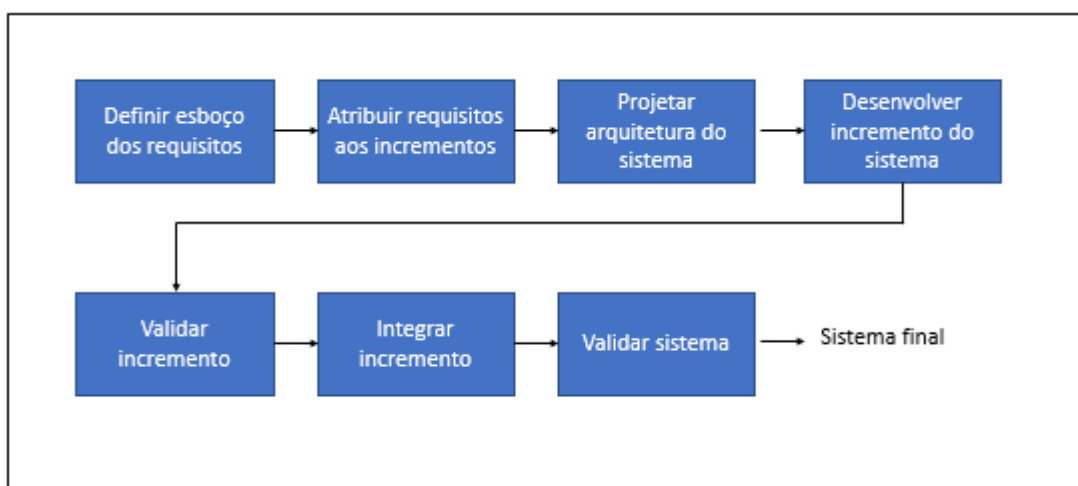 Definir esboço
dos requisitos
Atribuir requisitos
aos incrementos
Projetar
arquitetura do
sistema
Desenvolver
incremento do
sistema
Validar
incremento
Integrar
incremento
Validar sistema
Sistema final